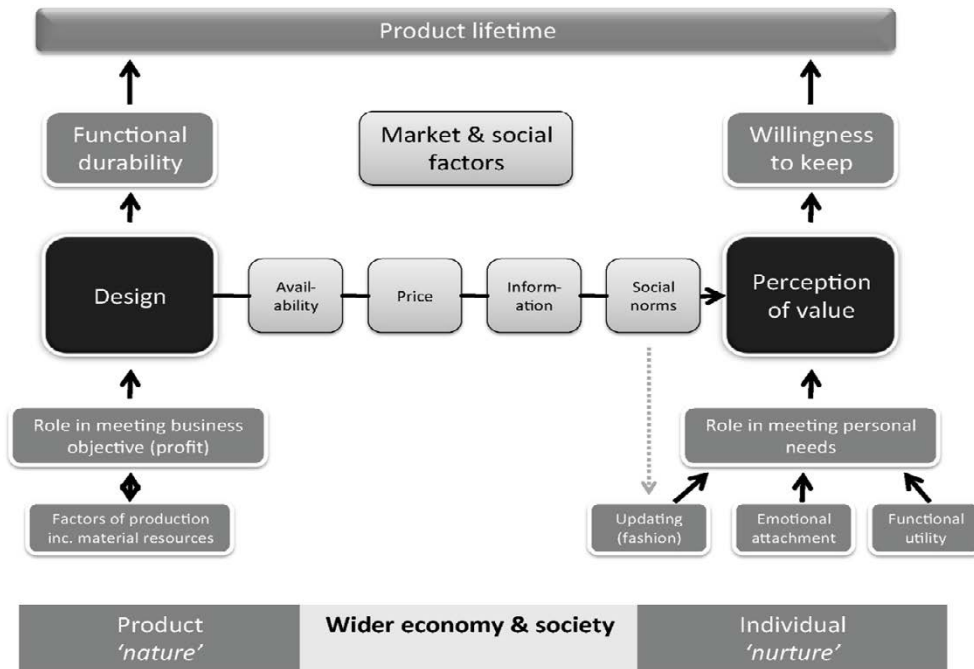 Product lifetime
Functional
durability
Market & social
factors
Willingness
to keep
Design
Avail-
ability
Price
Inform-
ation
Social
norms
Perception
of value
Role in meeting business
objective (profit)
Role in meeting personal
needs
Factors of production
inc. material resources
Updating
(fashion)
Emotional
attachment
Functional
utility
Product
'nature'
Wider economy & society
Individual
'nurture'